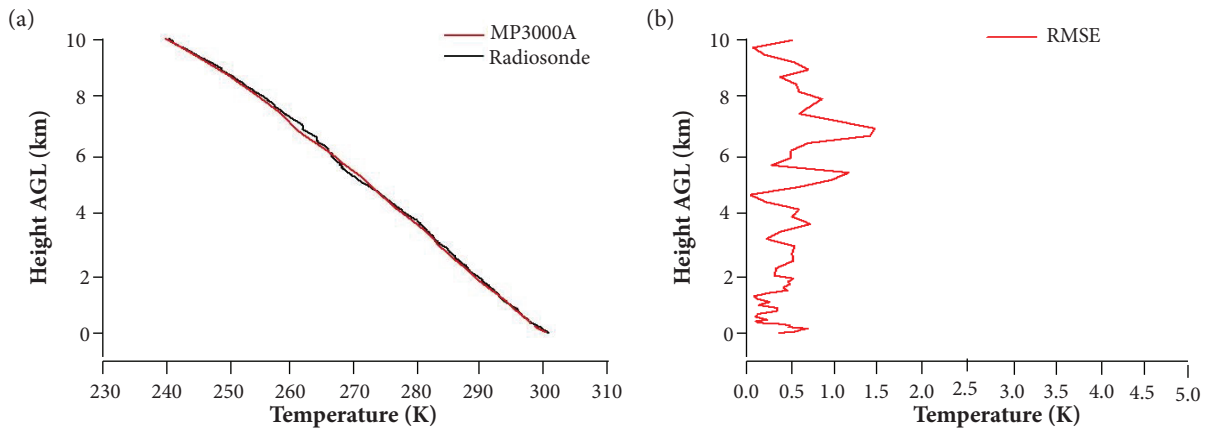 (a)
MP3000A
Radiosonde
10
8
6
4
2
0
Height AGL (km)
230 240 250 260 270 280 290 300 310
Temperature (K)
(b)
RMSE
10
8
6
4
2
0
Height AGL (km)
0.0 0.5 1.0 1.5 2.0 2.5 3.0 3.5 4.0 4.5 5.0
Temperature (K)